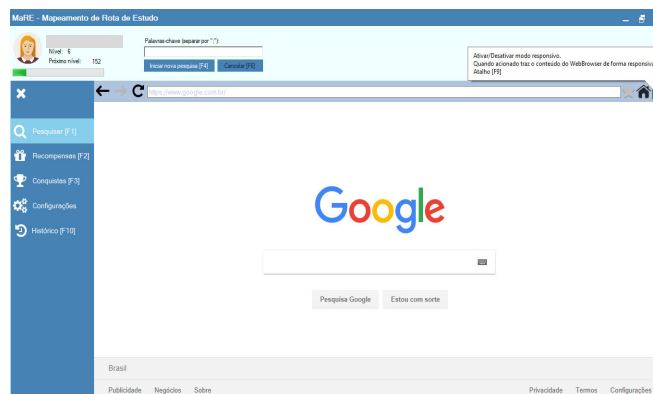 MaRE - Mapeamento de Rota de Estudo
Nível: 6
Próximo nível: 152
Palavras-chave (separar por ";"):
Iniciar nova pesquisa [F4]
Cancelar [F6]
Ativar/Desativar modo responsivo.
Quando acionado traz o conteúdo do WebBrowser de forma responsiva
Atalho [F9]
https://www.google.com.br/
Pesquisar [F1]
Recompensas [F2]
Conquistas [F3]
Configurações
Histórico [F10]
Google
Pesquisa Google
Estou com sorte
Brasil
Publicidade Negócios Sobre
Privacidade Termos Configurações